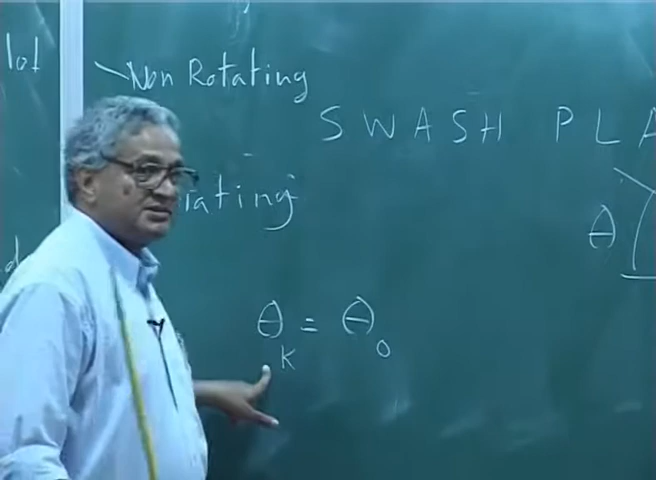 lot
Non Rotating
SWASH PLA
ating
θ
θK = θ0